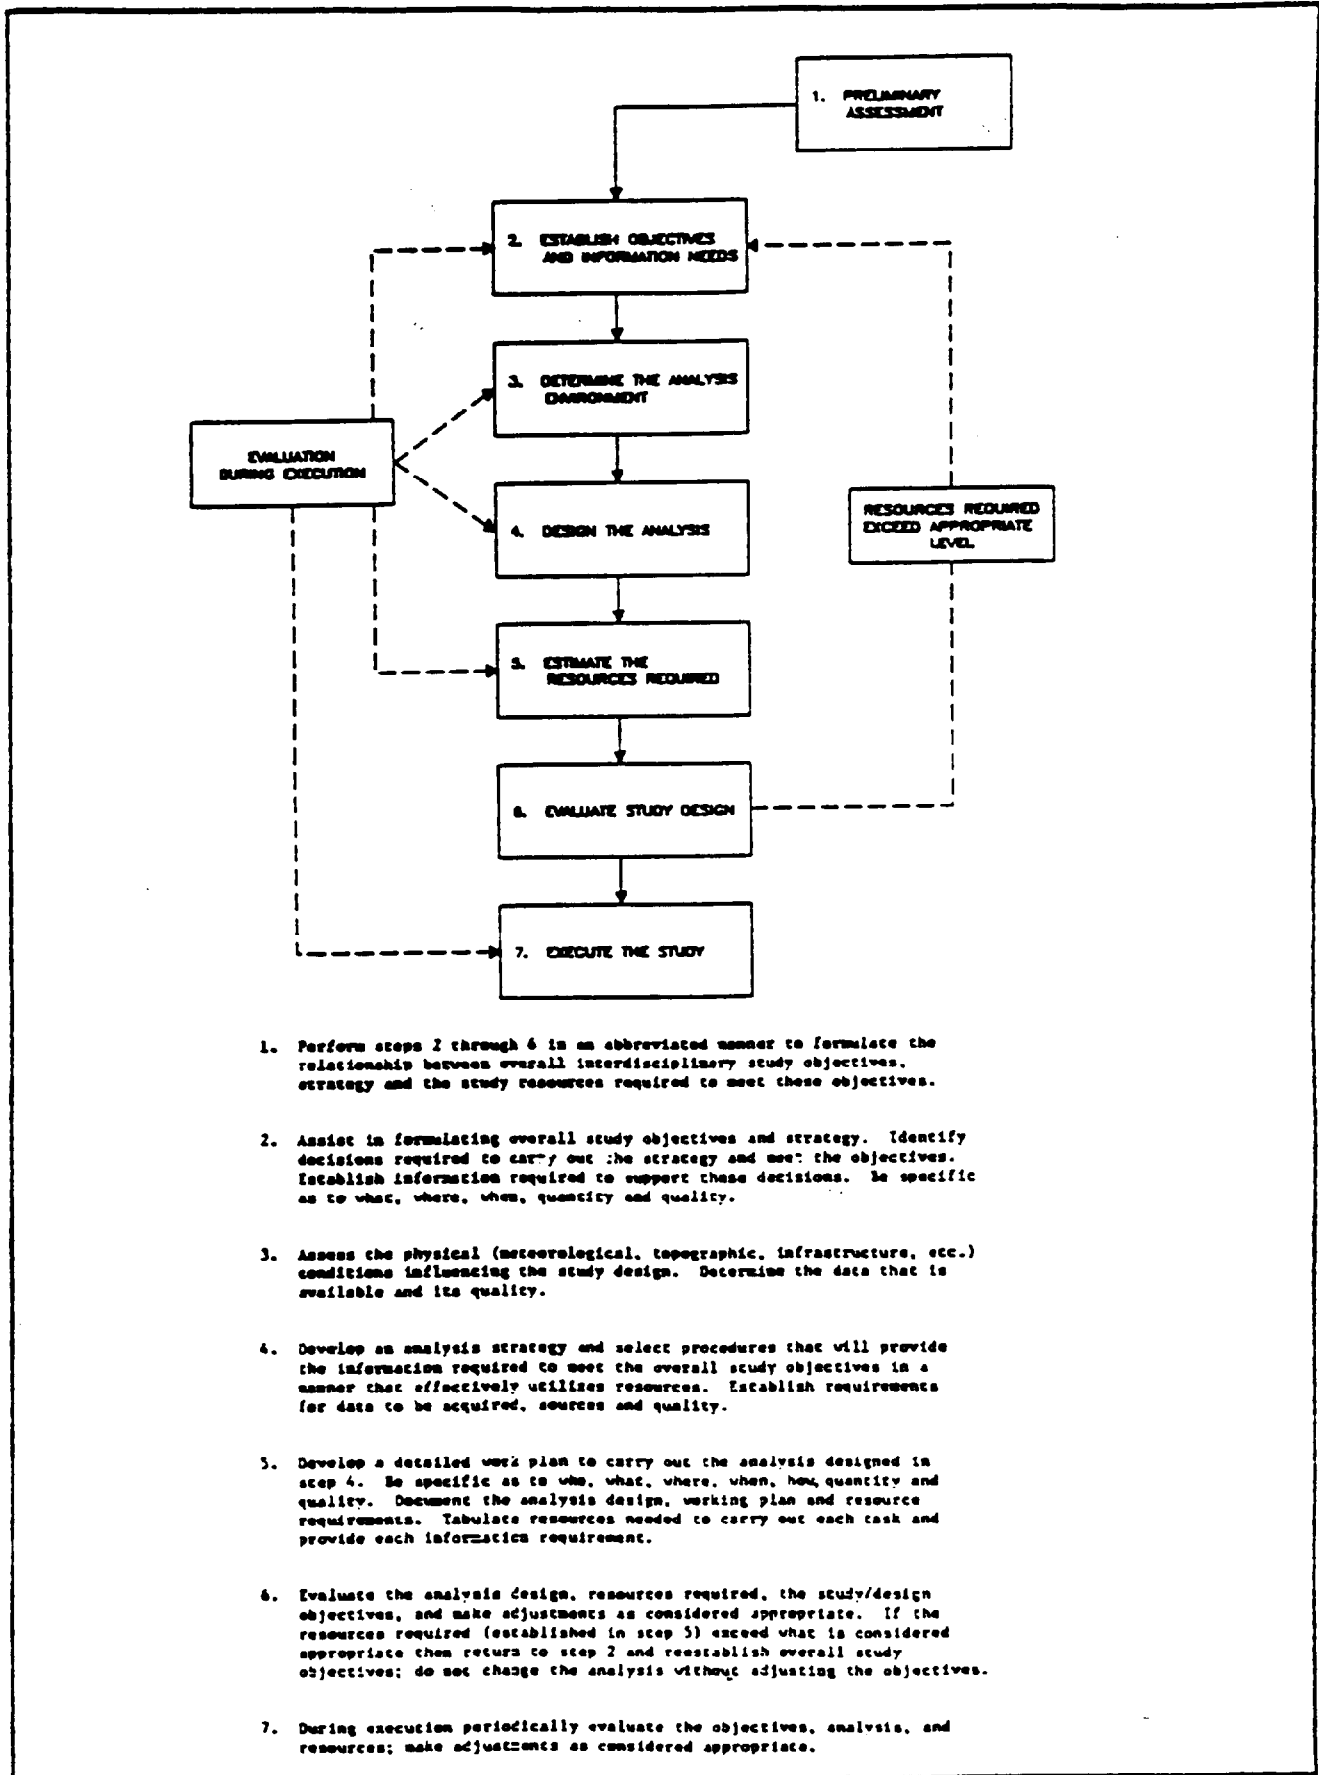 1. PRELIMINARY
ASSESSMENT
2. ESTABLISH OBJECTIVES
AND INFORMATION NEEDS
3. DETERMINE THE ANALYSIS
ENVIRONMENT
EVALUATION
DURING EXECUTION
4. DESIGN THE ANALYSIS
RESOURCES REQUIRED
EXCEED APPROPRIATE
LEVEL
5. ESTIMATE THE
RESOURCES REQUIRED
6. EVALUATE STUDY DESIGN
7. EXECUTE THE STUDY
1. Perform steps 2 through 6 in an abbreviated manner to formulate the
relationship between overall interdisciplinary study objectives,
strategy and the study resources required to meet these objectives.
2. Assist in formulating overall study objectives and strategy. Identify
decisions required to carry out the strategy and meet the objectives.
Establish information required to support these decisions. Be specific
as to what, where, when, quantity and quality.
3. Assess the physical (meteorological, topographic, infrastructure, etc.)
conditions influencing the study design. Determine the data that is
available and its quality.
4. Develop an analysis strategy and select procedures that will provide
the information required to meet the overall study objectives in a
manner that effectively utilizes resources. Establish requirements
for data to be acquired, sources and quality.
5. Develop a detailed work plan to carry out the analysis designed in
step 4. Be specific as to who, what, where, when, how, quantity and
quality. Document the analysis design, working plan and resource
requirements. Tabulate resources needed to carry out each task and
provide each information requirement.
6. Evaluate the analysis design, resources required, the study/design
objectives, and make adjustments as considered appropriate. If the
resources required (established in step 5) exceed what is considered
appropriate then return to step 2 and reestablish overall study
objectives; do not change the analysis without adjusting the objectives.
7. During execution periodically evaluate the objectives, analysis, and
resources; make adjustments as considered appropriate.